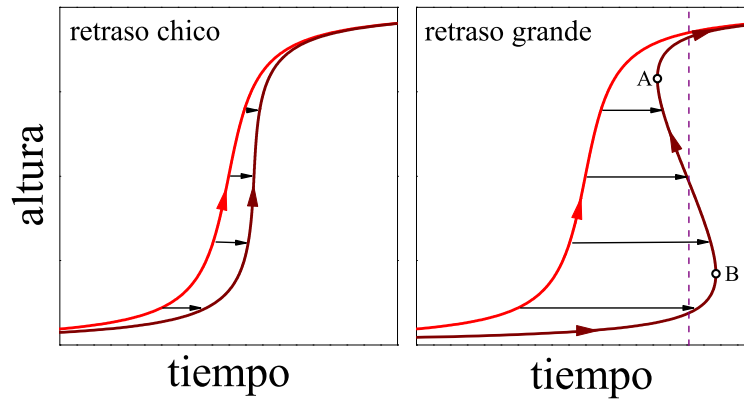 retraso chico
retraso grande
altura
A
B
tiempo
tiempo